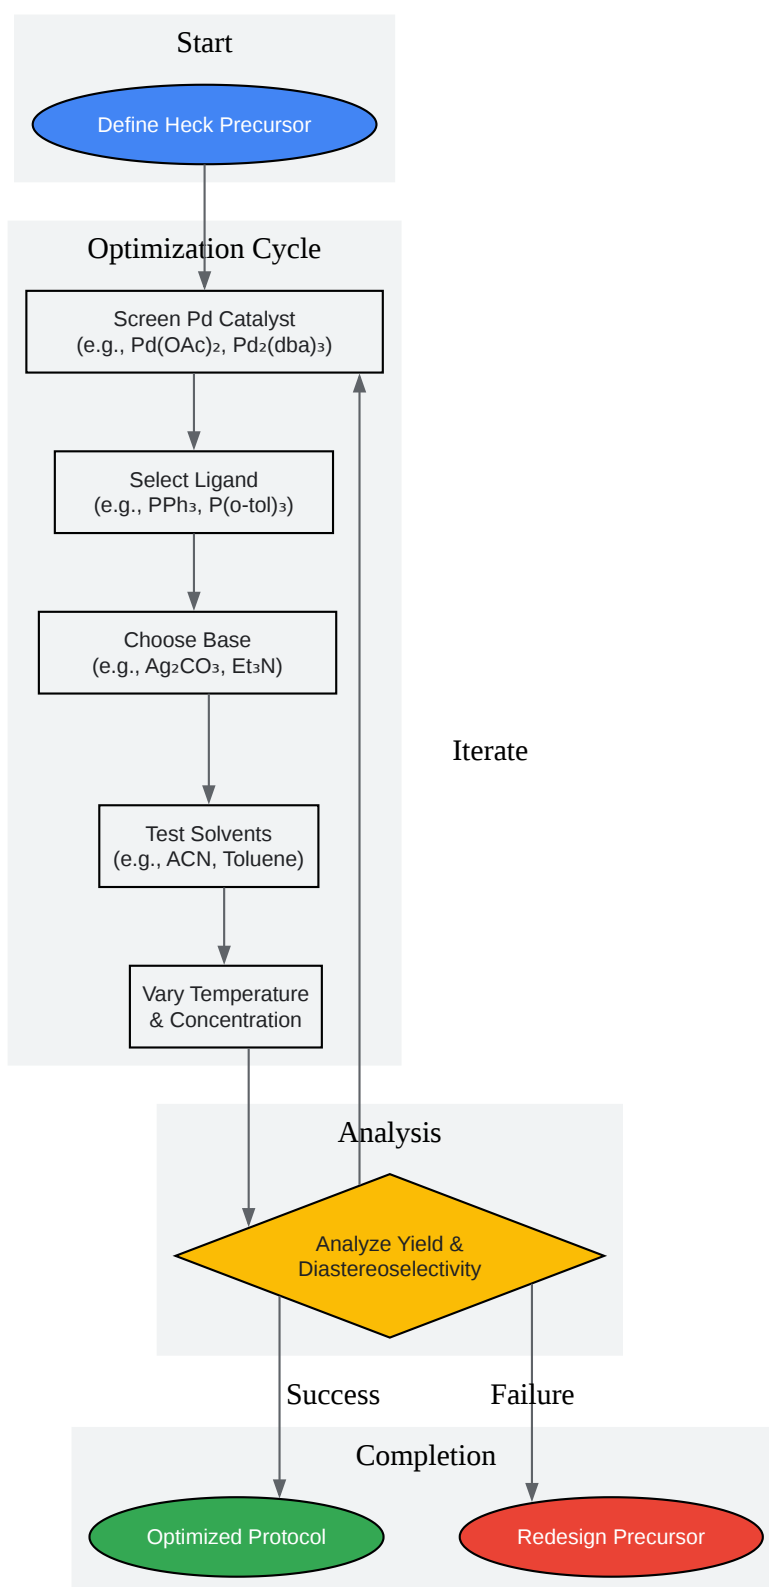 Start
Define Heck Precursor
Optimization Cycle
Screen Pd Catalyst
(e.g., Pd(OAc)₂, Pd₂(dba)₃)
Select Ligand
(e.g., PPh₃, P(o-tol)₃)
Choose Base
(e.g., Ag₂CO₃, Et₃N)
Iterate
Test Solvents
(e.g., ACN, Toluene)
Vary Temperature
& Concentration
Analysis
Analyze Yield &
Diastereoselectivity
Success
Failure
Completion
Optimized Protocol
Redesign Precursor